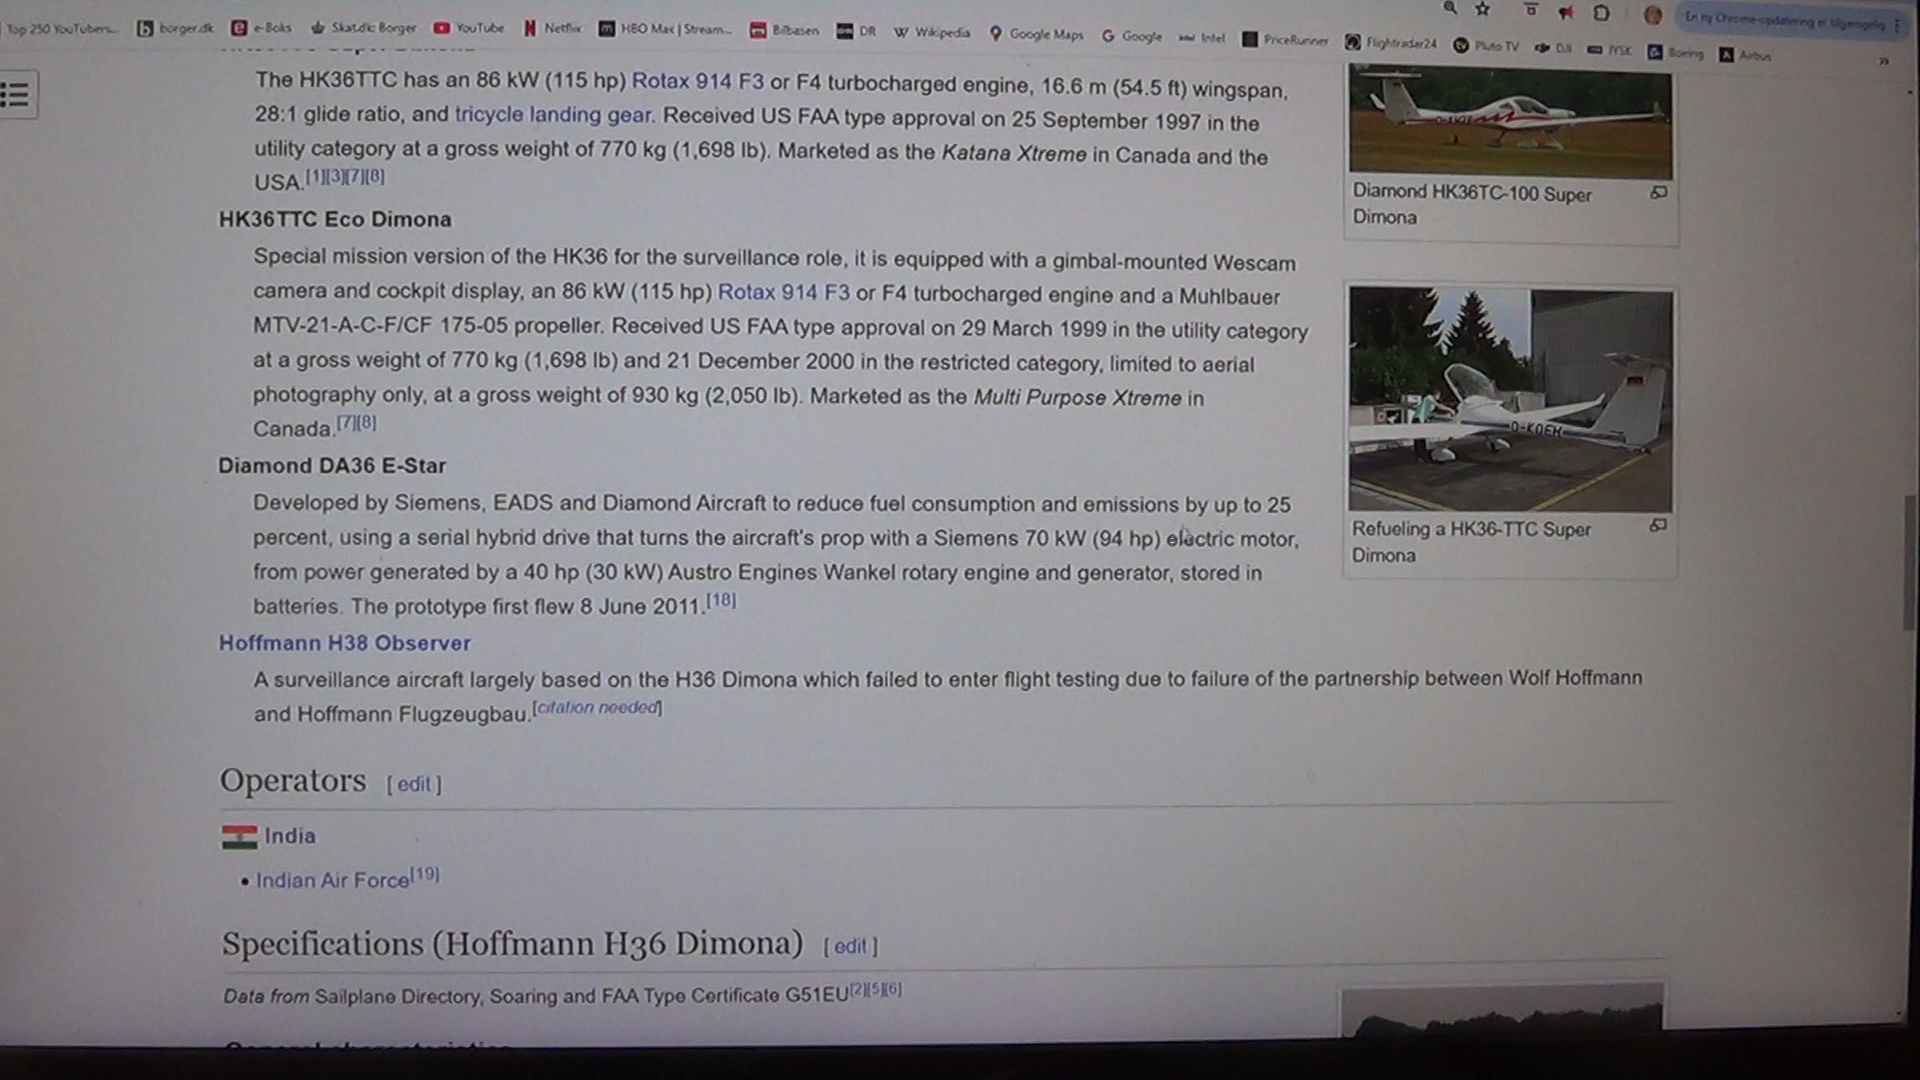 Top 250 YouTubers...
borger.dk
e-Boks
Skat.dk: Borger
YouTube
Netflix
HBO Max | Stream...
Bilbasen
DR
Wikipedia
Google Maps
Google
Intel
PriceRunner
Flightradar24
Pluto TV
DJI
JYSK
Boeing
Airbus
En ny Chrome-opdatering er tilgængelig
The HK36TTC has an 86 kW (115 hp) Rotax 914 F3 or F4 turbocharged engine, 16.6 m (54.5 ft) wingspan,
28:1 glide ratio, and tricycle landing gear. Received US FAA type approval on 25 September 1997 in the
utility category at a gross weight of 770 kg (1,698 lb). Marketed as the Katana Xtreme in Canada and the
USA.[1][3][7][8]
HK36TTC Eco Dimona
Special mission version of the HK36 for the surveillance role, it is equipped with a gimbal-mounted Wescam
camera and cockpit display, an 86 kW (115 hp) Rotax 914 F3 or F4 turbocharged engine and a Muhlbauer
MTV-21-A-C-F/CF 175-05 propeller. Received US FAA type approval on 29 March 1999 in the utility category
at a gross weight of 770 kg (1,698 lb) and 21 December 2000 in the restricted category, limited to aerial
photography only, at a gross weight of 930 kg (2,050 lb). Marketed as the Multi Purpose Xtreme in
Canada.[7][8]
Diamond DA36 E-Star
Developed by Siemens, EADS and Diamond Aircraft to reduce fuel consumption and emissions by up to 25
percent, using a serial hybrid drive that turns the aircraft's prop with a Siemens 70 kW (94 hp) electric motor,
from power generated by a 40 hp (30 kW) Austro Engines Wankel rotary engine and generator, stored in
batteries. The prototype first flew 8 June 2011.[18]
Hoffmann H38 Observer
A surveillance aircraft largely based on the H36 Dimona which failed to enter flight testing due to failure of the partnership between Wolf Hoffmann
and Hoffmann Flugzeugbau.[citation needed]
Diamond HK36TC-100 Super
Dimona
D-KOEH
Refueling a HK36-TTC Super
Dimona
Operators [ edit ]
India
• Indian Air Force[19]
Specifications (Hoffmann H36 Dimona) [ edit ]
Data from Sailplane Directory, Soaring and FAA Type Certificate G51EU[2][5][6]